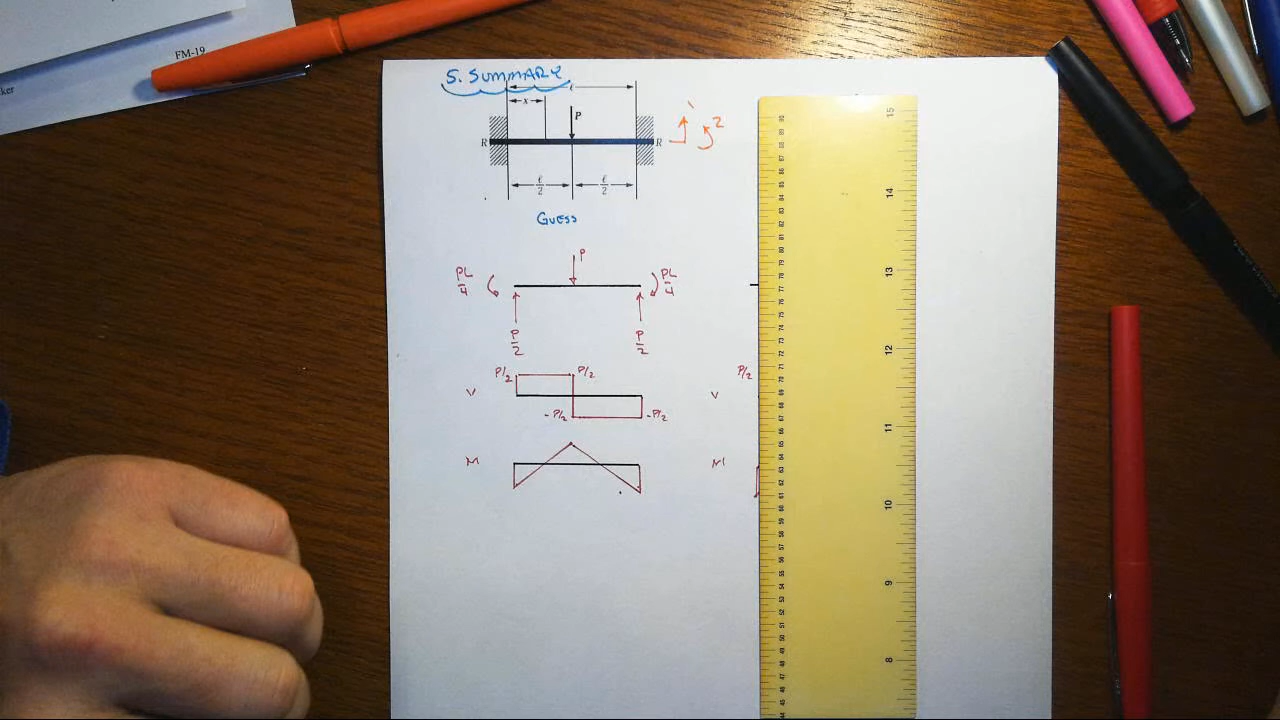 FM-19
ker
5. SUMMARY
ℓ
x
P
R R
1
2
ℓ/2 ℓ/2
GUESS
P
PL/4 PL/4
P/2 P/2
V P/2 P/2
-P/2 -P/2
M
P/2
V
M
15
14
13
12
11
10
9
8